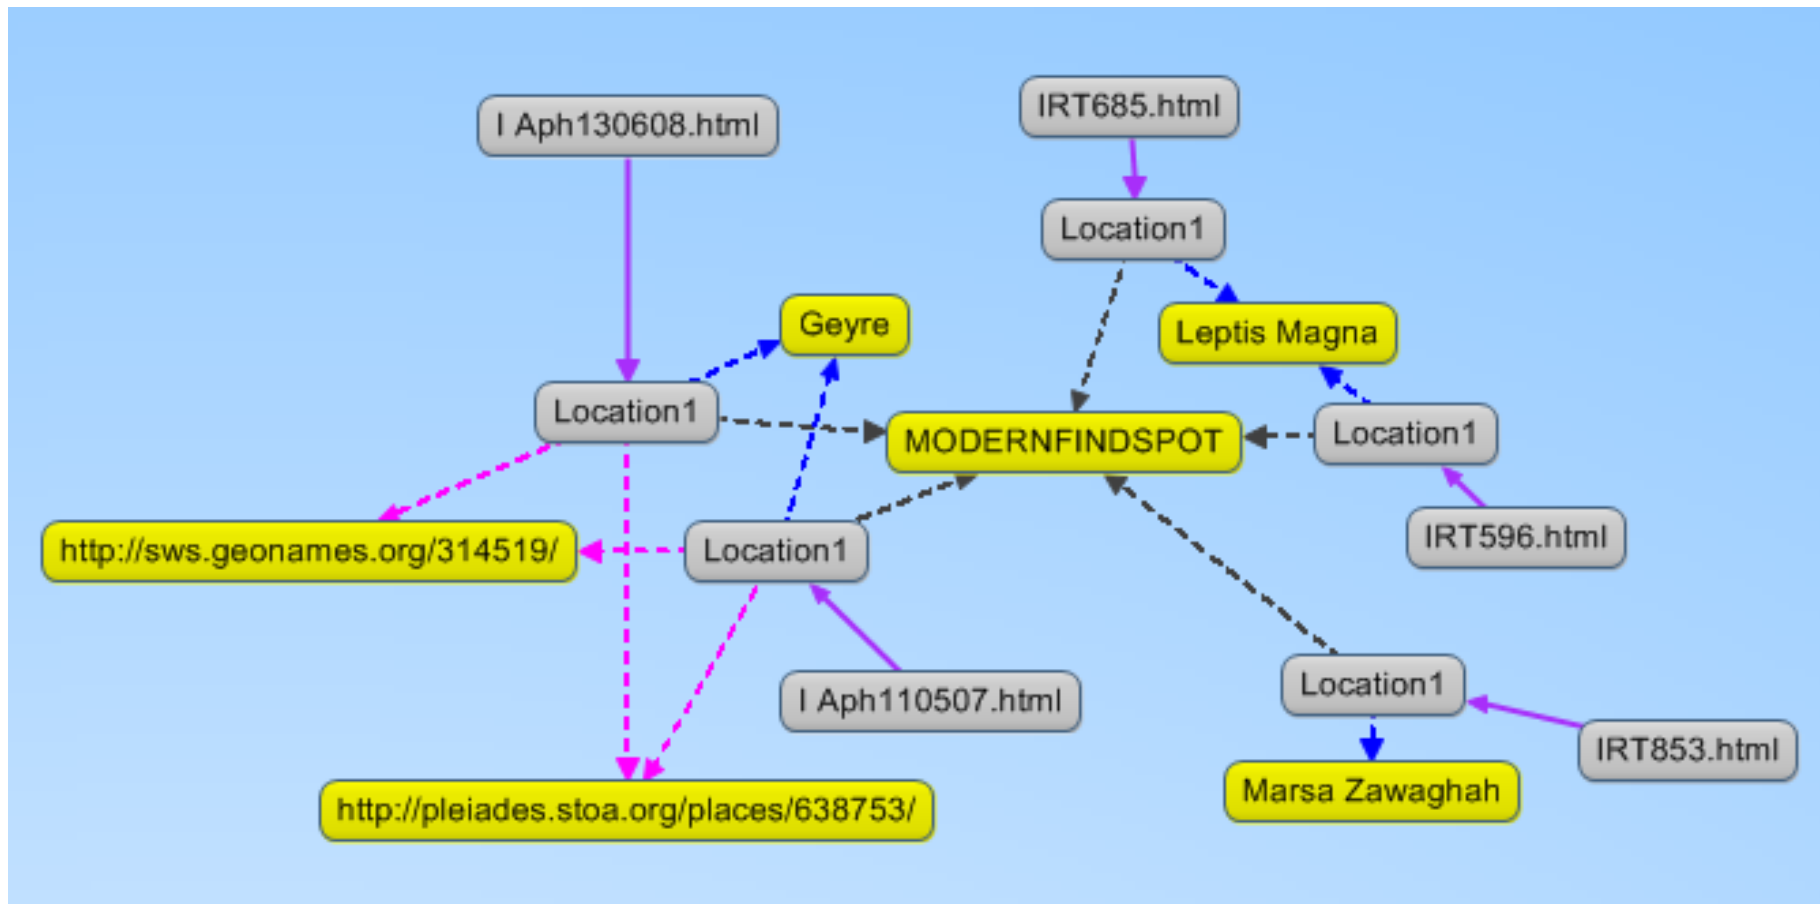 I Aph130608.html
IRT685.html
Location1
Geyre
Leptis Magna
Location1
MODERNFINDSPOT
Location1
http://sws.geonames.org/314519/
Location1
IRT596.html
I Aph110507.html
Location1
IRT853.html
http://pleiades.stoa.org/places/638753/
Marsa Zawaghah